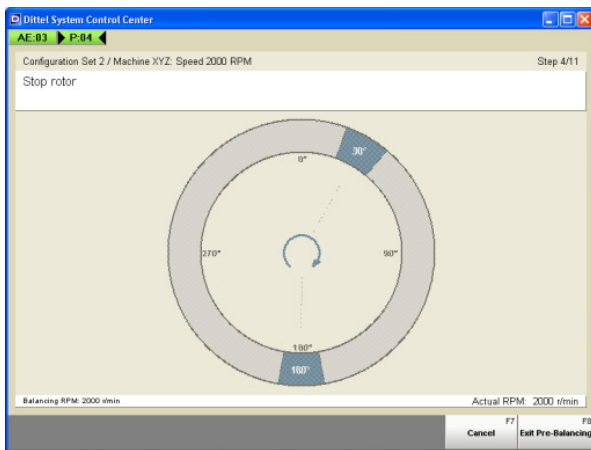 Dittel System Control Center
AE:03 P:04
Configuration Set 2 / Machine XYZ: Speed 2000 RPM Step 4/11
Stop rotor
30°
0°
270° 90°
180°
180°
Balancing RPM: 2000 r/min Actual RPM: 2000 r/min
F7 F8
Cancel Exit Pre-Balancing